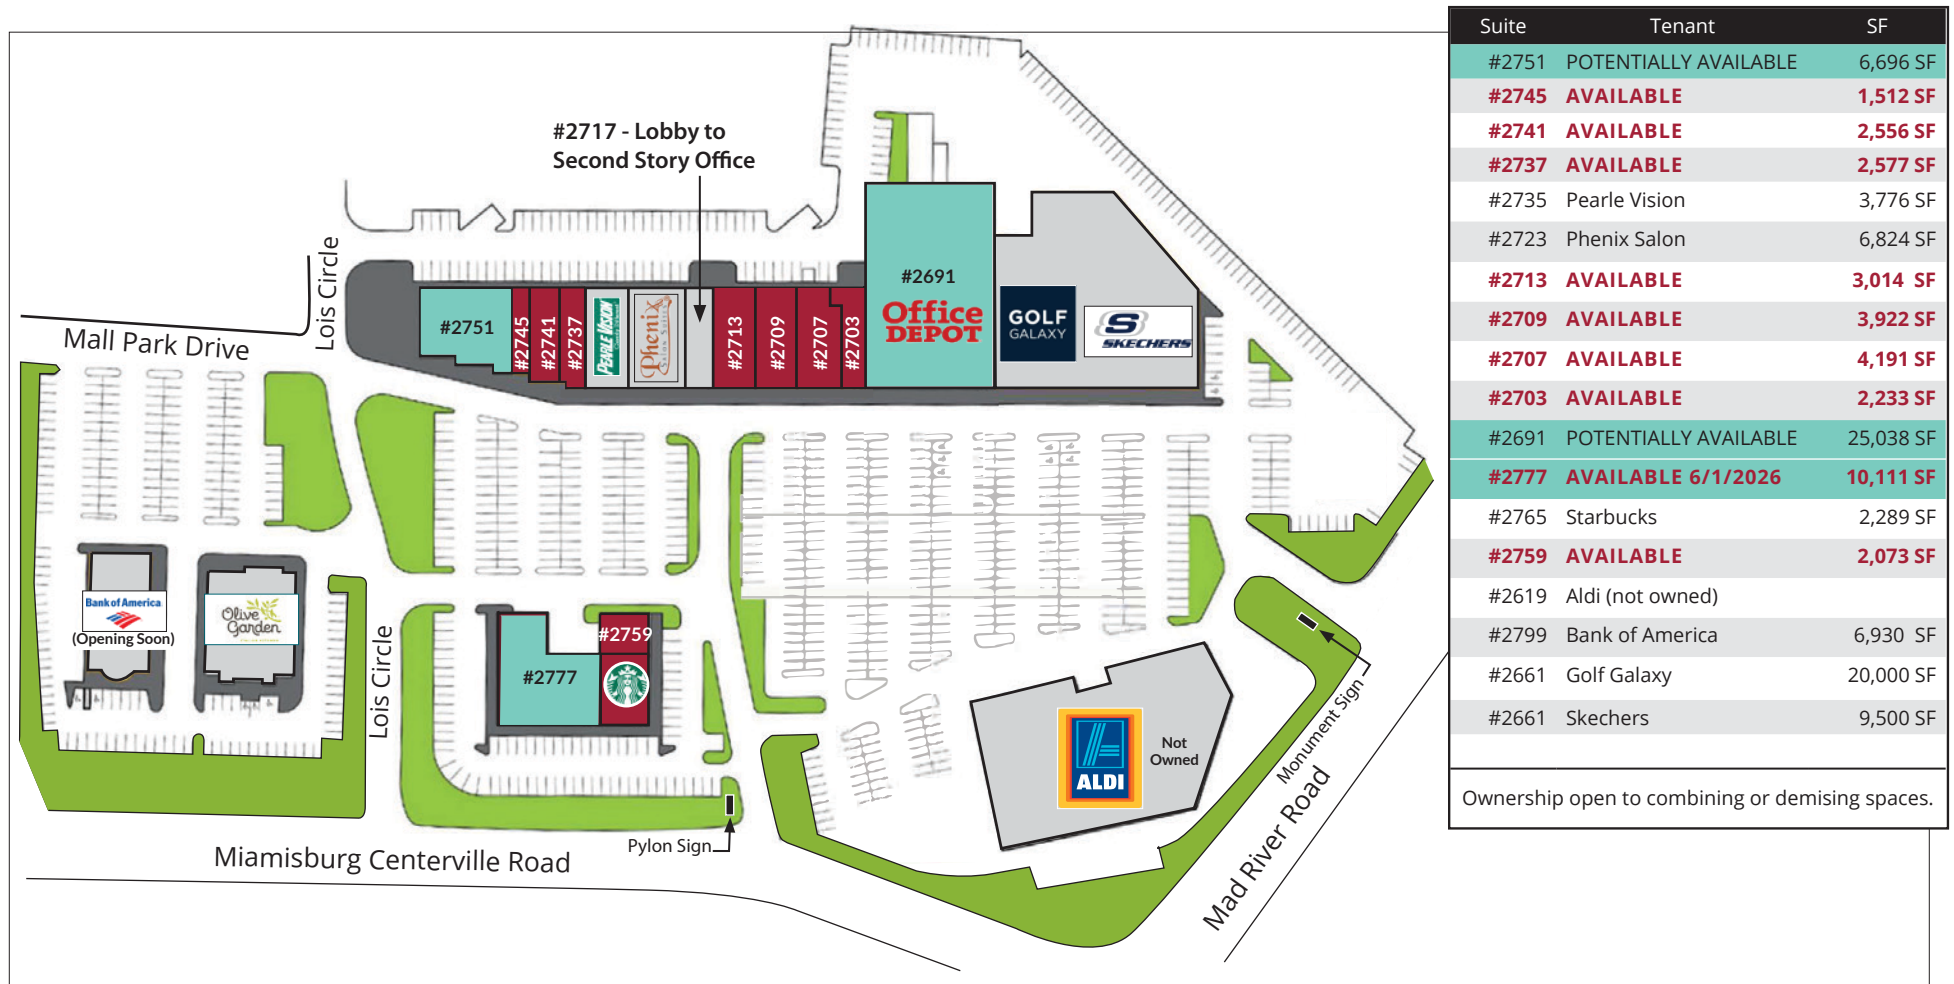 #2717 - Lobby to
Second Story Office
Lois Circle
Mall Park Drive
#2751
#2745
#2741
#2737
PEARLE VISION
Phenix
Salon Suites
#2713
#2709
#2707
#2703
#2691
Office
DEPOT
GOLF
GALAXY
S
SKECHERS
Bank of America
(Opening Soon)
Olive
Garden
Lois Circle
#2777
#2759
ALDI
Not
Owned
Monument Sign
Mad River Road
Pylon Sign
Miamisburg Centerville Road
Suite Tenant SF
#2751 POTENTIALLY AVAILABLE 6,696 SF
#2745 AVAILABLE 1,512 SF
#2741 AVAILABLE 2,556 SF
#2737 AVAILABLE 2,577 SF
#2735 Pearle Vision 3,776 SF
#2723 Phenix Salon 6,824 SF
#2713 AVAILABLE 3,014 SF
#2709 AVAILABLE 3,922 SF
#2707 AVAILABLE 4,191 SF
#2703 AVAILABLE 2,233 SF
#2691 POTENTIALLY AVAILABLE 25,038 SF
#2777 AVAILABLE 6/1/2026 10,111 SF
#2765 Starbucks 2,289 SF
#2759 AVAILABLE 2,073 SF
#2619 Aldi (not owned)
#2799 Bank of America 6,930 SF
#2661 Golf Galaxy 20,000 SF
#2661 Skechers 9,500 SF
Ownership open to combining or demising spaces.